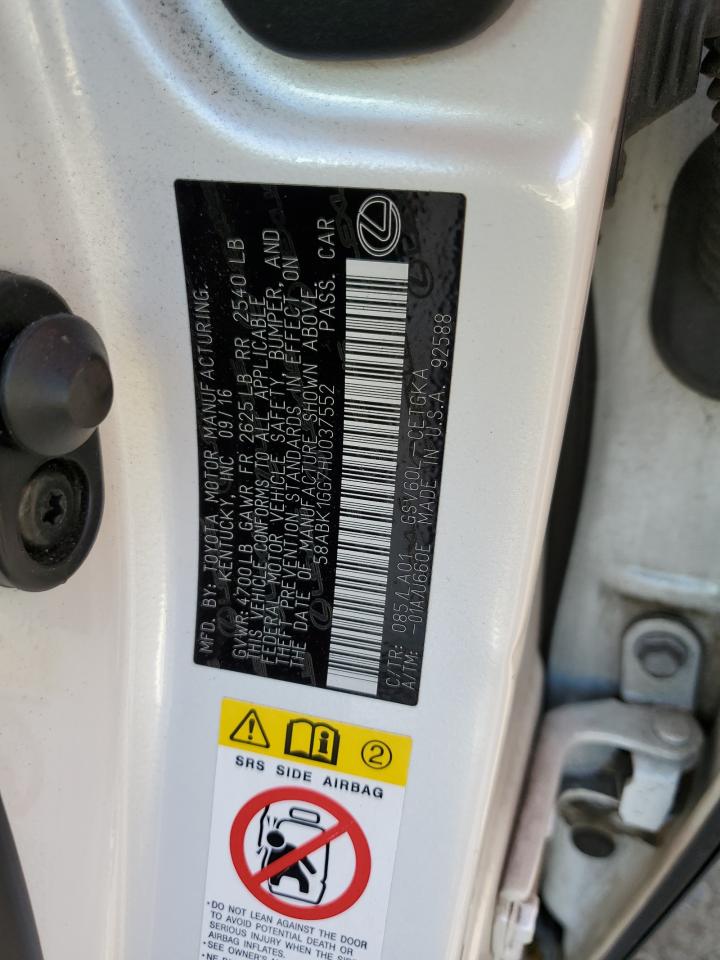 MFD. BY: TOYOTA MOTOR MANUFACTURING.
KENTUCKY, INC 09/16
GVWR 4700LB GAWR FR 2625LB RR 2540LB
THIS VEHICLE CONFORMS TO ALL APPLICABLE
FEDERAL MOTOR VEHICLE SAFETY, BUMPER, AND
THEFT PREVENTION STANDARDS IN EFFECT ON
THE DATE OF MANUFACTURE SHOWN ABOVE.
58ABK1GG7HU037552 PASS. CAR
C/TR: 085/LA01 GSV60L-CETGKA
A/TM: -01A/U660E MADE IN U.S.A. 92588
2
SRS SIDE AIRBAG
•DO NOT LEAN AGAINST THE DOOR
TO AVOID POTENTIAL DEATH OR
SERIOUS INJURY WHEN THE SIDE
AIRBAG INFLATES.
•SEE OWNER'S